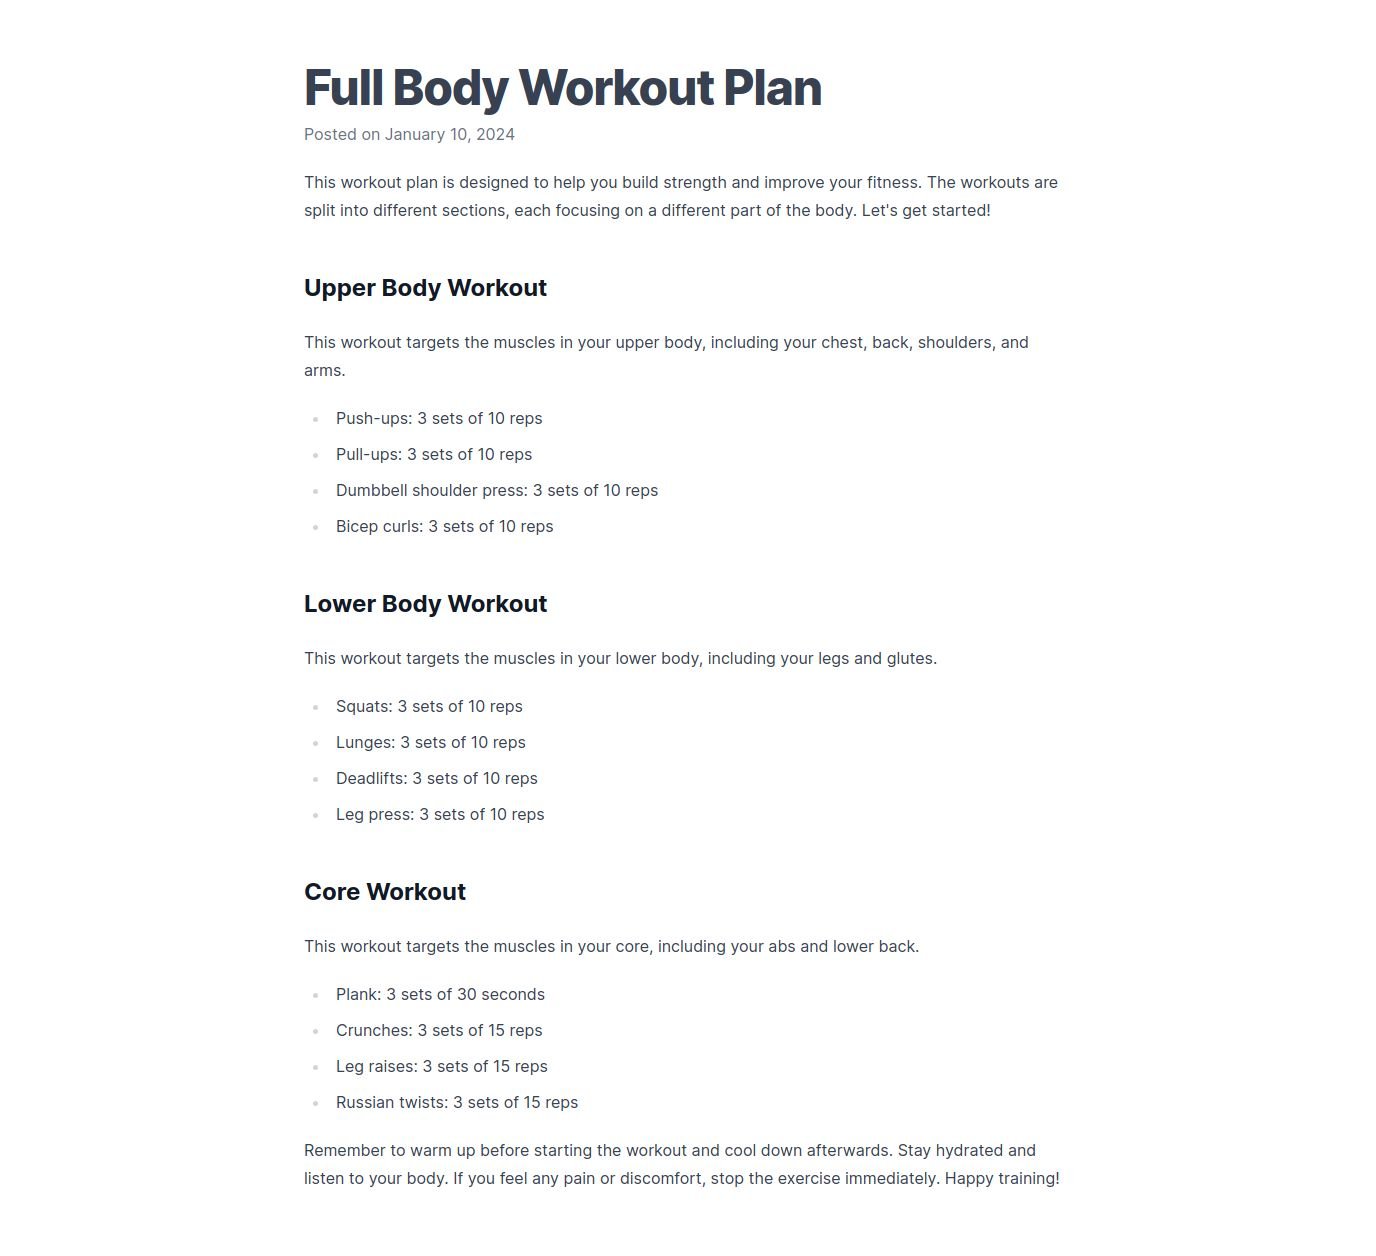 Full Body Workout Plan
Posted on January 10, 2024
This workout plan is designed to help you build strength and improve your fitness. The workouts are
split into different sections, each focusing on a different part of the body. Let's get started!
Upper Body Workout
This workout targets the muscles in your upper body, including your chest, back, shoulders, and
arms.
Push-ups: 3 sets of 10 reps
Pull-ups: 3 sets of 10 reps
Dumbbell shoulder press: 3 sets of 10 reps
Bicep curls: 3 sets of 10 reps
Lower Body Workout
This workout targets the muscles in your lower body, including your legs and glutes.
Squats: 3 sets of 10 reps
Lunges: 3 sets of 10 reps
Deadlifts: 3 sets of 10 reps
Leg press: 3 sets of 10 reps
Core Workout
This workout targets the muscles in your core, including your abs and lower back.
Plank: 3 sets of 30 seconds
Crunches: 3 sets of 15 reps
Leg raises: 3 sets of 15 reps
Russian twists: 3 sets of 15 reps
Remember to warm up before starting the workout and cool down afterwards. Stay hydrated and
listen to your body. If you feel any pain or discomfort, stop the exercise immediately. Happy training!